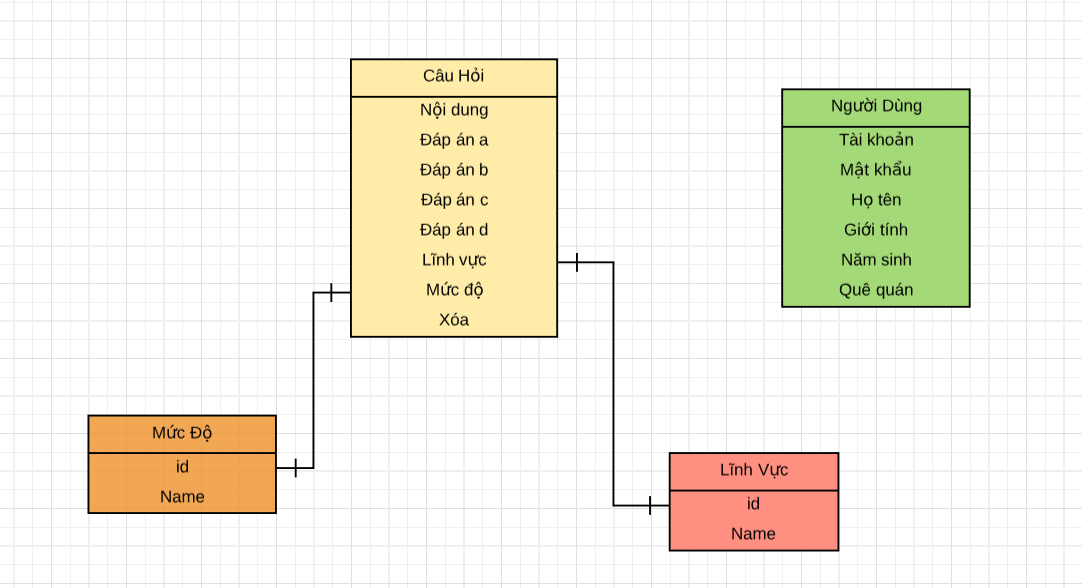 Câu Hỏi
Nội dung
Đáp án a
Đáp án b
Đáp án c
Đáp án d
Lĩnh vực
Mức độ
Xóa
Người Dùng
Tài khoản
Mật khẩu
Họ tên
Giới tính
Năm sinh
Quê quán
Mức Độ
id
Name
Lĩnh Vực
id
Name